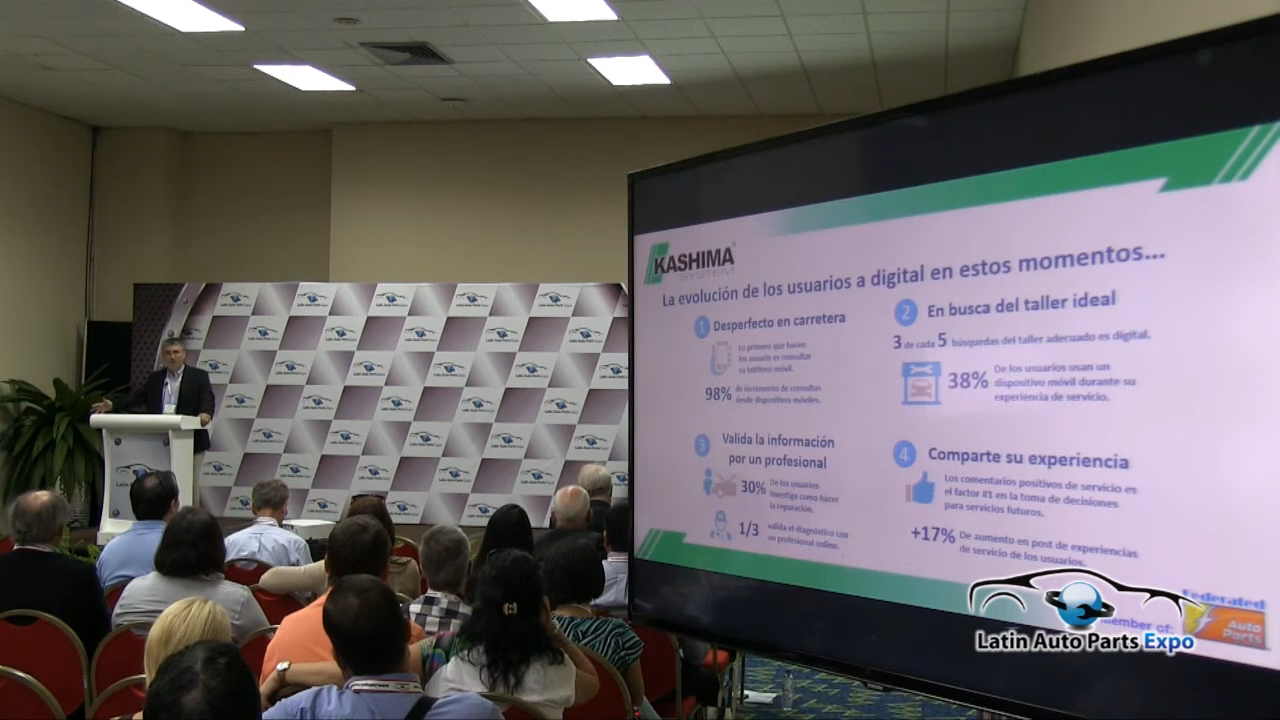 KASHIMA
SYSTEM
La evolución de los usuarios a digital en estos momentos...
1 Desperfecto en carretera
Lo primero que hacen
los usuario es consultar
su teléfono móvil.
98% de incremento de consultas
desde dispositivos móviles.
2 En busca del taller ideal
3 de cada 5 búsquedas del taller adecuado es digital.
38% De los usuarios usan un
dispositivo móvil durante su
experiencia de servicio.
3 Valida la información
por un profesional
30% De los usuarios
investiga como hacer
la reparación.
1/3 valida el diagnóstico con
un profesional online.
4 Comparte su experiencia
Los comentarios positivos de servicio es
el factor #1 en la toma de decisiones
para servicios futuros.
+17% De aumento en post de experiencias
de servicio de los usuarios.
Member of:
Federated
Auto
Parts
Latin Auto Parts Expo